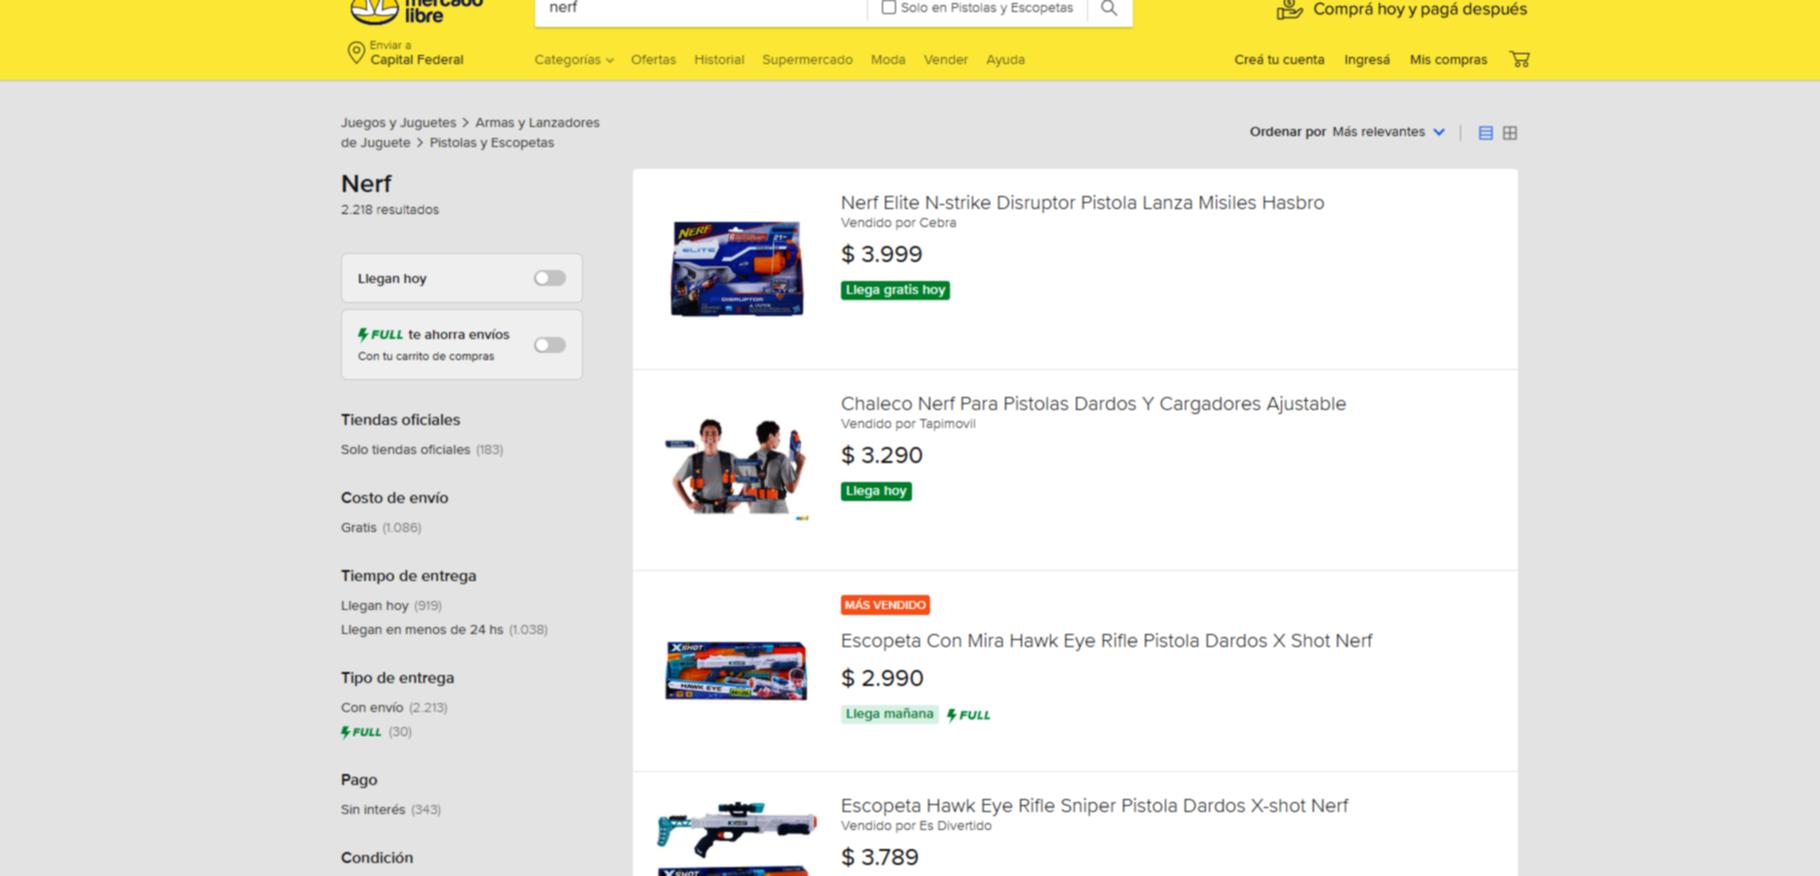 mercado
libre
nerf
Solo en Pistolas y Escopetas
Comprá hoy y pagá después
Enviar a
Capital Federal
Categorías
Ofertas
Historial
Supermercado
Moda
Vender
Ayuda
Creá tu cuenta
Ingresá
Mis compras
Juegos y Juguetes > Armas y Lanzadores
de Juguete > Pistolas y Escopetas
Ordenar por Más relevantes
Nerf
2.218 resultados
Llegan hoy
FULL te ahorra envíos
Con tu carrito de compras
Tiendas oficiales
Solo tiendas oficiales (183)
Costo de envío
Gratis (1.086)
Tiempo de entrega
Llegan hoy (919)
Llegan en menos de 24 hs (1.038)
Tipo de entrega
Con envío (2.213)
FULL (30)
Pago
Sin interés (343)
Condición
NERF
ELITE
DISRUPTOR
Nerf Elite N-strike Disruptor Pistola Lanza Misiles Hasbro
Vendido por Cebra
$ 3.999
Llega gratis hoy
Chaleco Nerf Para Pistolas Dardos Y Cargadores Ajustable
Vendido por Tapimovil
$ 3.290
Llega hoy
MÁS VENDIDO
XSHOT
HAWK EYE
Escopeta Con Mira Hawk Eye Rifle Pistola Dardos X Shot Nerf
$ 2.990
Llega mañana FULL
XSHOT
Escopeta Hawk Eye Rifle Sniper Pistola Dardos X-shot Nerf
Vendido por Es Divertido
$ 3.789